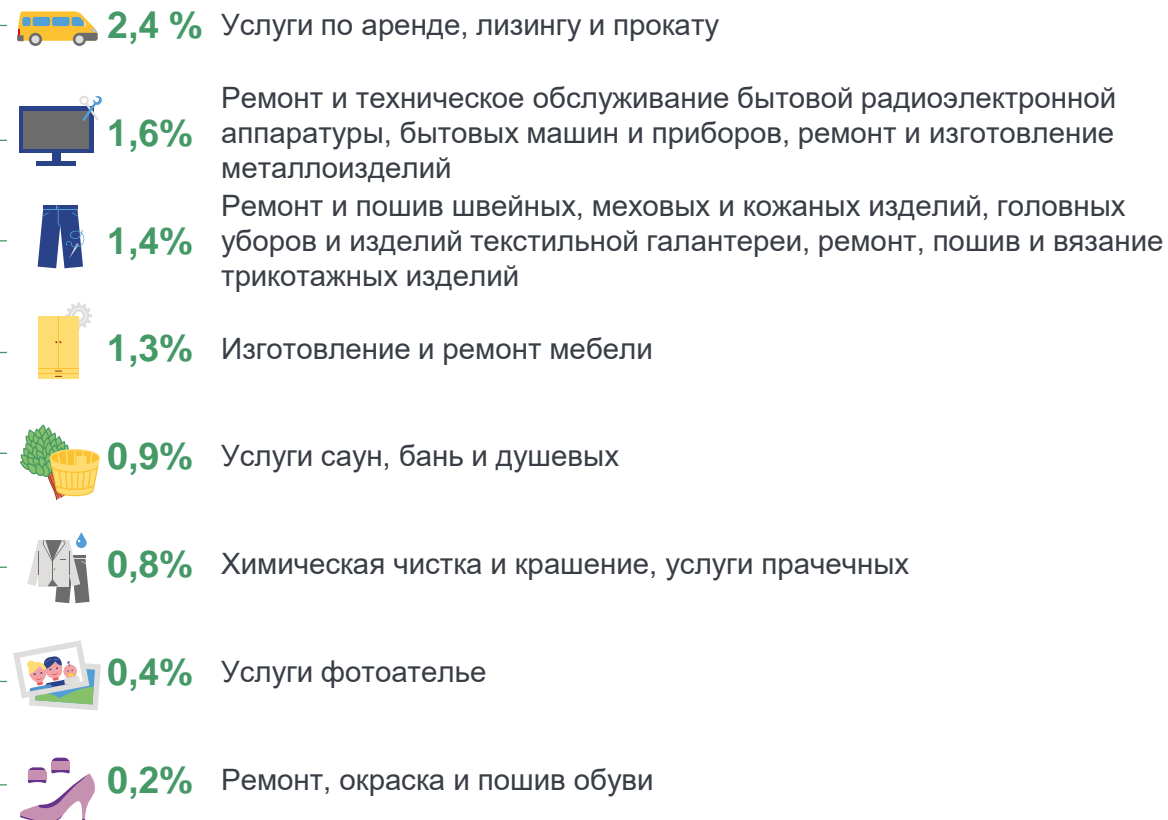 2,4 % Услуги по аренде, лизингу и прокату
Ремонт и техническое обслуживание бытовой радиоэлектронной
1,6% аппаратуры, бытовых машин и приборов, ремонт и изготовление
металлоизделий
Ремонт и пошив швейных, меховых и кожаных изделий, головных
1,4% уборов и изделий текстильной галантереи, ремонт, пошив и вязание
трикотажных изделий
1,3% Изготовление и ремонт мебели
0,9% Услуги саун, бань и душевых
0,8% Химическая чистка и крашение, услуги прачечных
0,4% Услуги фотоателье
0,2% Ремонт, окраска и пошив обуви